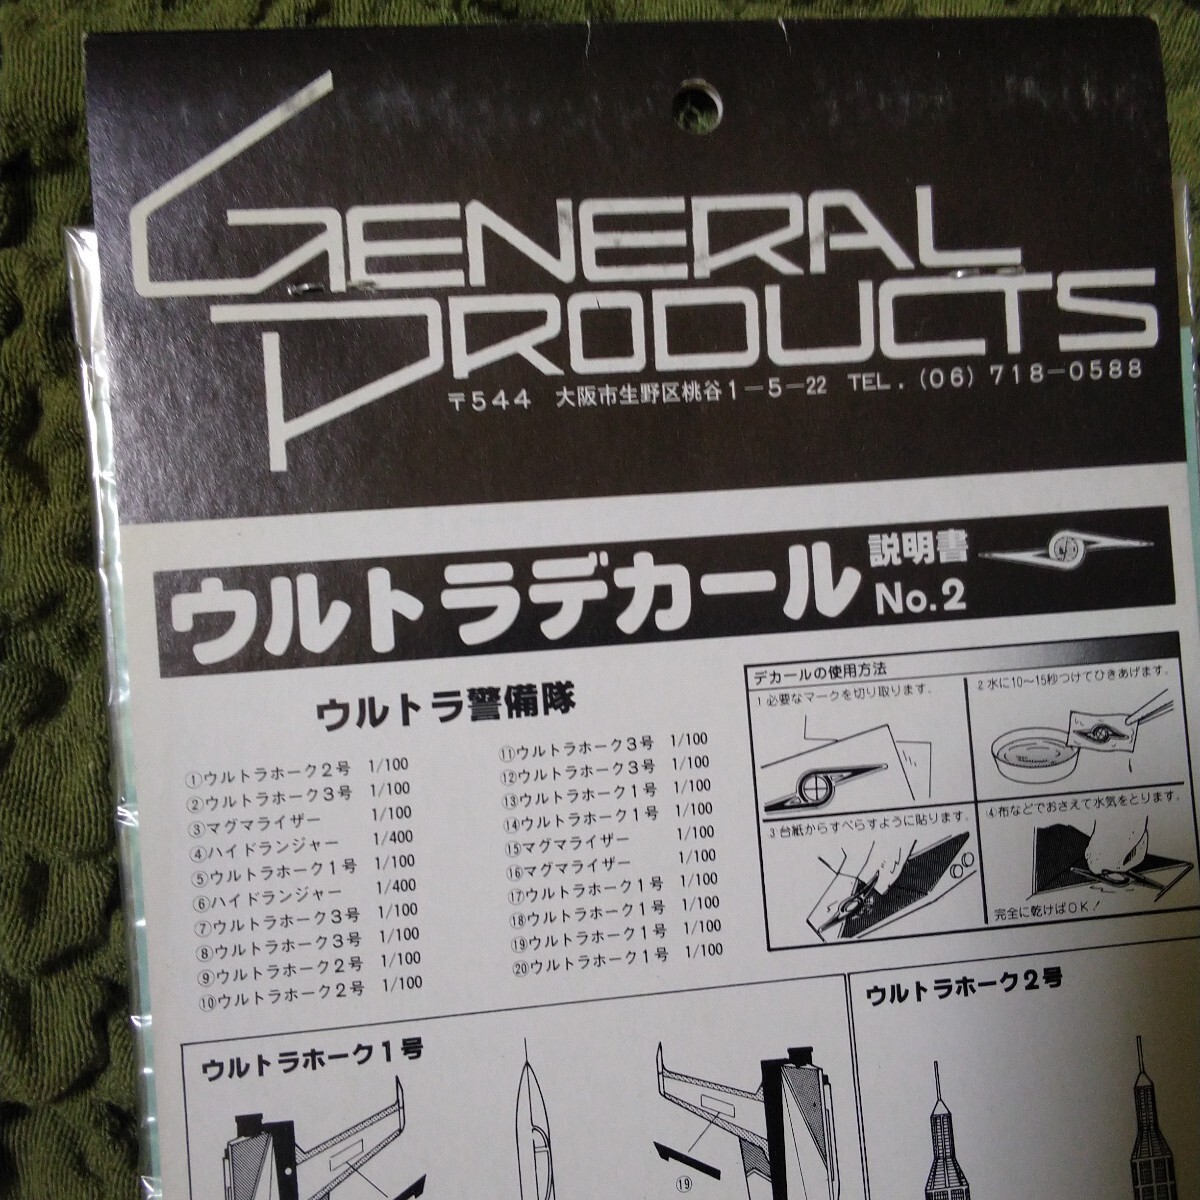 GENERAL
PRODUCTS
〒544 大阪市生野区桃谷1-5-22 TEL.(06)718-0588
ウルトラデカール 説明書 No.2
ウルトラ警備隊
①ウルトラホーク2号 1/100
②ウルトラホーク3号 1/100
③マグマライザー 1/100
④ハイドランジャー 1/400
⑤ウルトラホーク1号 1/100
⑥ハイドランジャー 1/400
⑦ウルトラホーク3号 1/100
⑧ウルトラホーク3号 1/100
⑨ウルトラホーク2号 1/100
⑩ウルトラホーク2号 1/100
⑪ウルトラホーク3号 1/100
⑫ウルトラホーク3号 1/100
⑬ウルトラホーク1号 1/100
⑭ウルトラホーク1号 1/100
⑮マグマライザー 1/100
⑯マグマライザー 1/100
⑰ウルトラホーク1号 1/100
⑱ウルトラホーク1号 1/100
⑲ウルトラホーク1号 1/100
⑳ウルトラホーク1号 1/100
デカールの使用方法
1必要なマークを切り取ります.
2水に10〜15秒つけてひきあげます.
3台紙からすべらすように貼ります.
④布などでおさえて水気をとります.
完全に乾けばOK!
ウルトラホーク1号
ウルトラホーク2号
1
⑲